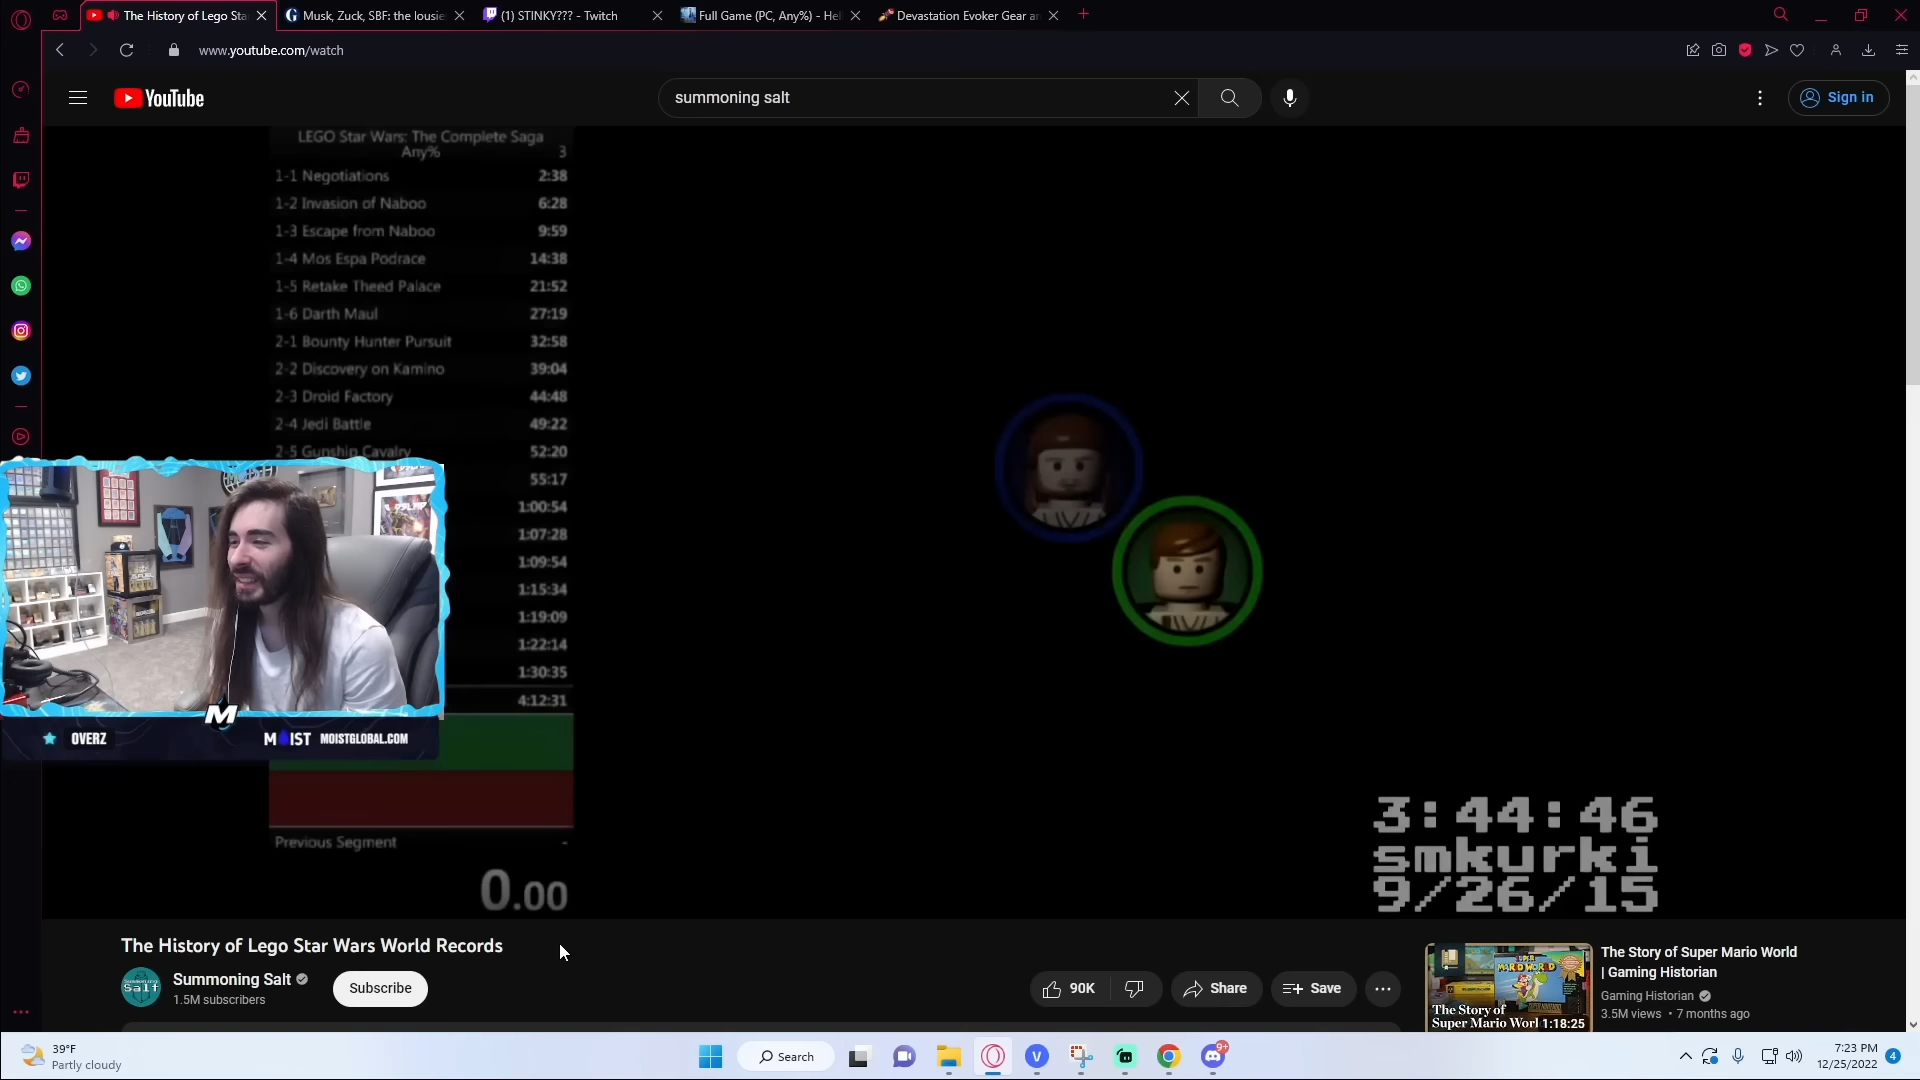 The History of Lego Sta
Musk, Zuck, SBF: the lousie
(1) STINKY??? - Twitch
Full Game (PC, Any%) - Hel
Devastation Evoker Gear an
www.youtube.com/watch
YouTube
summoning salt
Sign in
LEGO Star Wars: The Complete Saga
Any% 3
1-1 Negotiations 2:38
1-2 Invasion of Naboo 6:28
1-3 Escape from Naboo 9:59
1-4 Mos Espa Podrace 14:38
1-5 Retake Theed Palace 21:52
1-6 Darth Maul 27:19
2-1 Bounty Hunter Pursuit 32:58
2-2 Discovery on Kamino 39:04
2-3 Droid Factory 44:48
2-4 Jedi Battle 49:22
2-5 Gunship Cavalry 52:20
55:17
1:00:54
1:07:28
1:09:54
1:15:34
1:19:09
1:22:14
1:30:35
4:12:31
M
OVERZ
MOIST MOISTGLOBAL.COM
Previous Segment -
0.00
3:44:46
smkurki
9/26/15
The History of Lego Star Wars World Records
Summoning Salt
1.5M subscribers
Subscribe
90K
Share
Save
The Story of
Super Mario Worl
1:18:25
The Story of Super Mario World
| Gaming Historian
Gaming Historian
3.5M views • 7 months ago
39°F
Partly cloudy
Search
V
9+
7:23 PM
12/25/2022
4